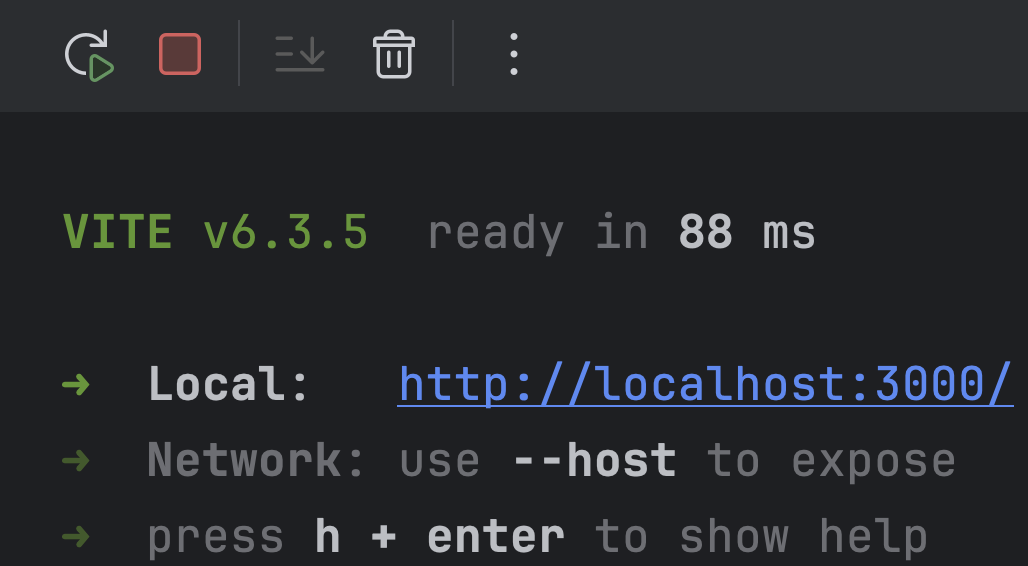 VITE v6.3.5  ready in 88 ms
➜  Local:   http://localhost:3000/
➜  Network: use --host to expose
➜  press h + enter to show help